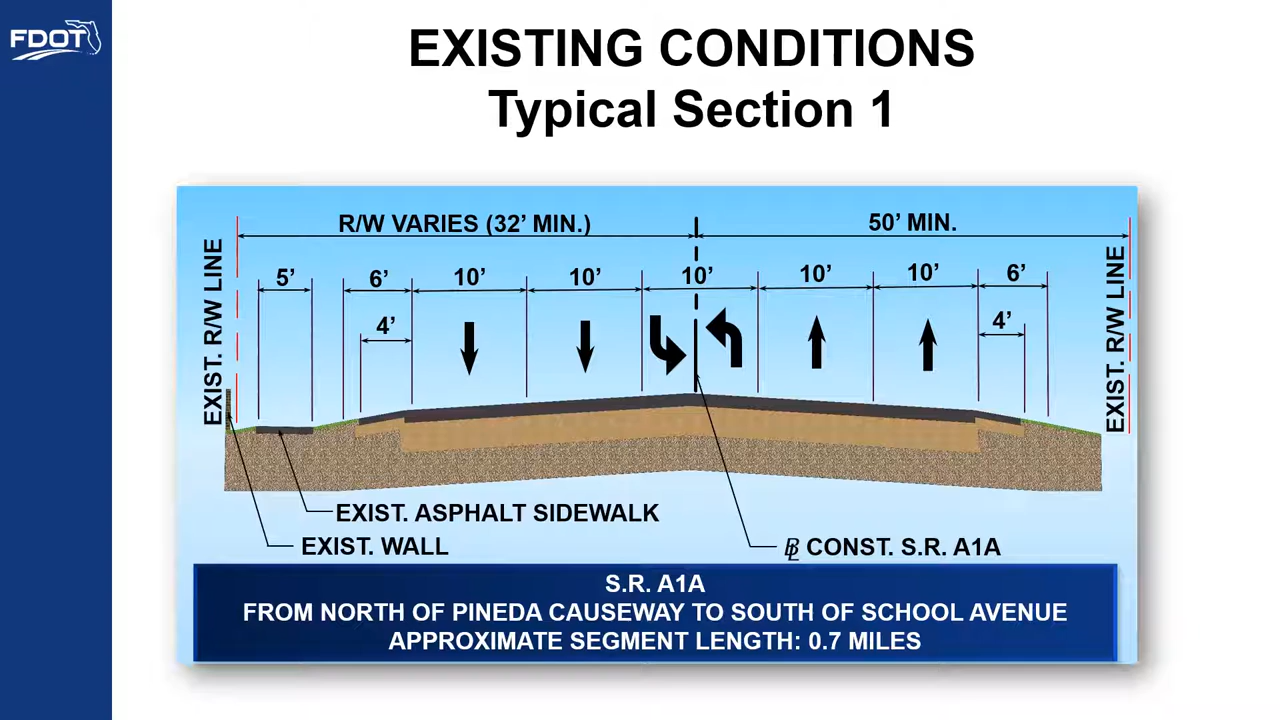 FDOT
EXISTING CONDITIONS
Typical Section 1
R/W VARIES (32’ MIN.)
50’ MIN.
EXIST. R/W LINE
5’
6’
10’
10’
10’
10’
10’
6’
EXIST. R/W LINE
4’
4’
EXIST. ASPHALT SIDEWALK
EXIST. WALL
BL CONST. S.R. A1A
S.R. A1A
FROM NORTH OF PINEDA CAUSEWAY TO SOUTH OF SCHOOL AVENUE
APPROXIMATE SEGMENT LENGTH: 0.7 MILES